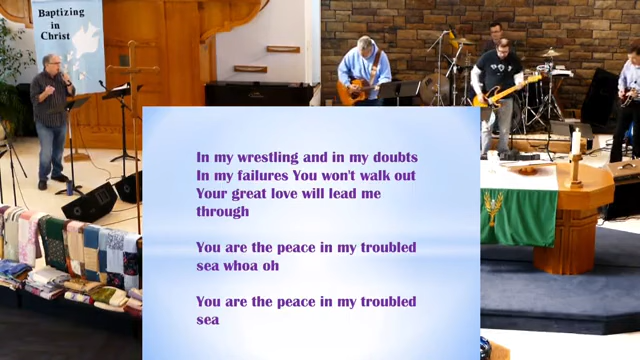 Baptizing
in
Christ
In my wrestling and in my doubts
In my failures You won't walk out
Your great love will lead me
through
You are the peace in my troubled
sea whoa oh
You are the peace in my troubled
sea